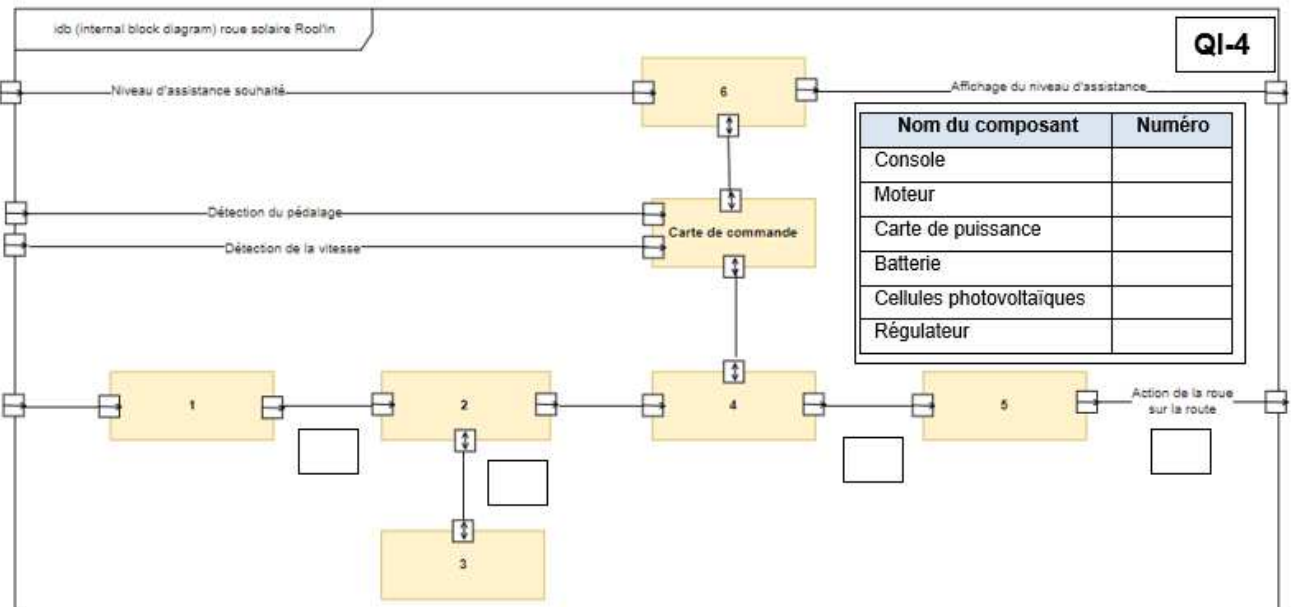 idb (internal block diagram) roue solaire Rool'in
QI-4
Niveau d'assistance souhaité
6
Affichage du niveau d'assistance
Nom du composant Numéro
Console
Moteur
Carte de puissance
Batterie
Cellules photovoltaïques
Régulateur
Détection du pédalage
Carte de commande
Détection de la vitesse
1
2
4
5
Action de la roue
sur la route
3